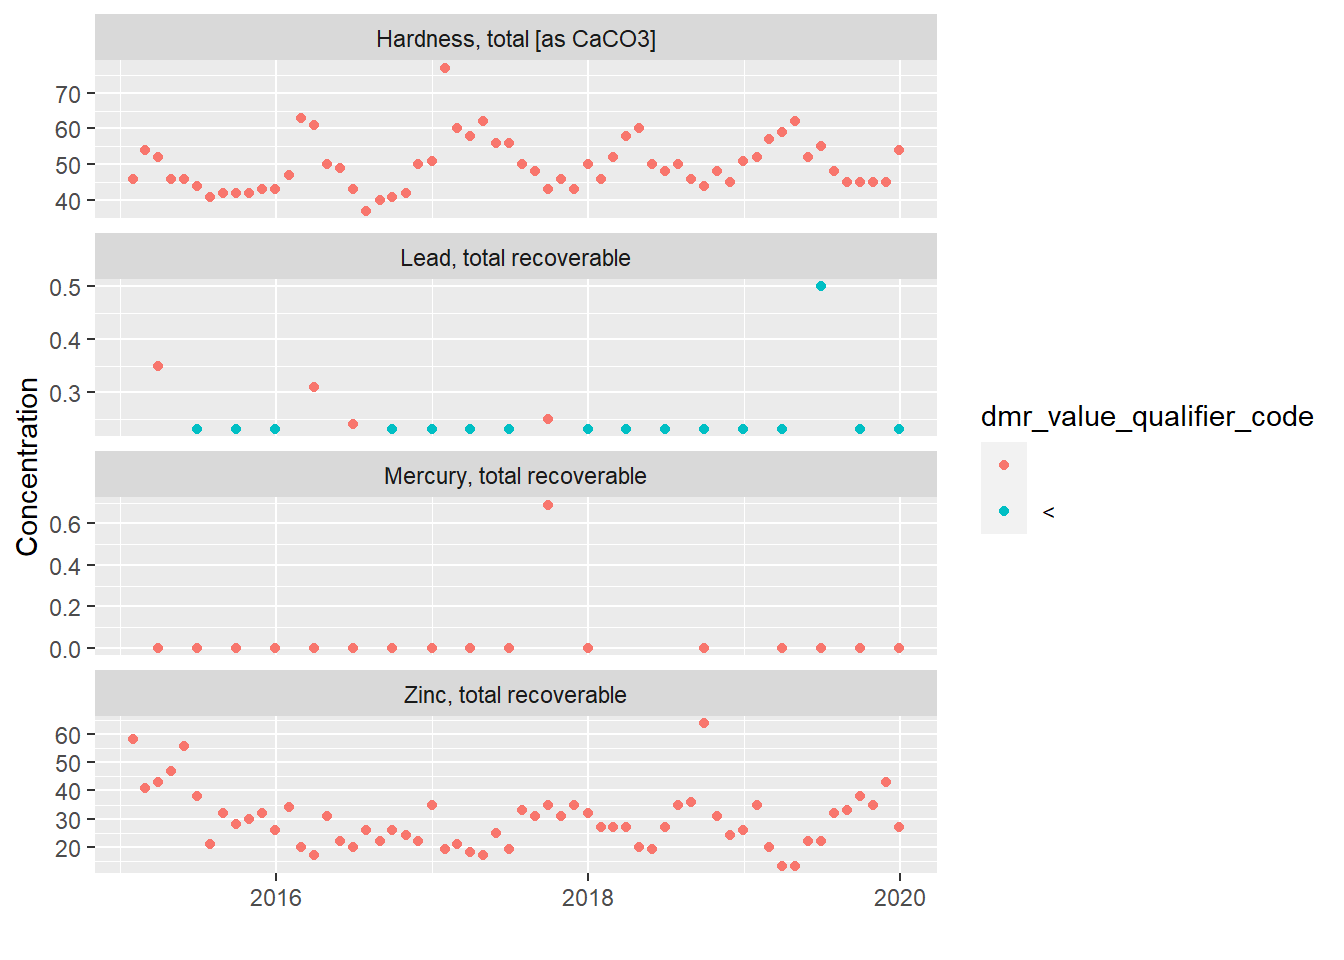 Hardness, total [as CaCO3]
70
60
50
40
Lead, total recoverable
0.5
0.4
0.3
Concentration
Mercury, total recoverable
0.6
0.4
0.2
0.0
Zinc, total recoverable
60
50
40
30
20
2016 2018 2020
dmr_value_qualifier_code
<